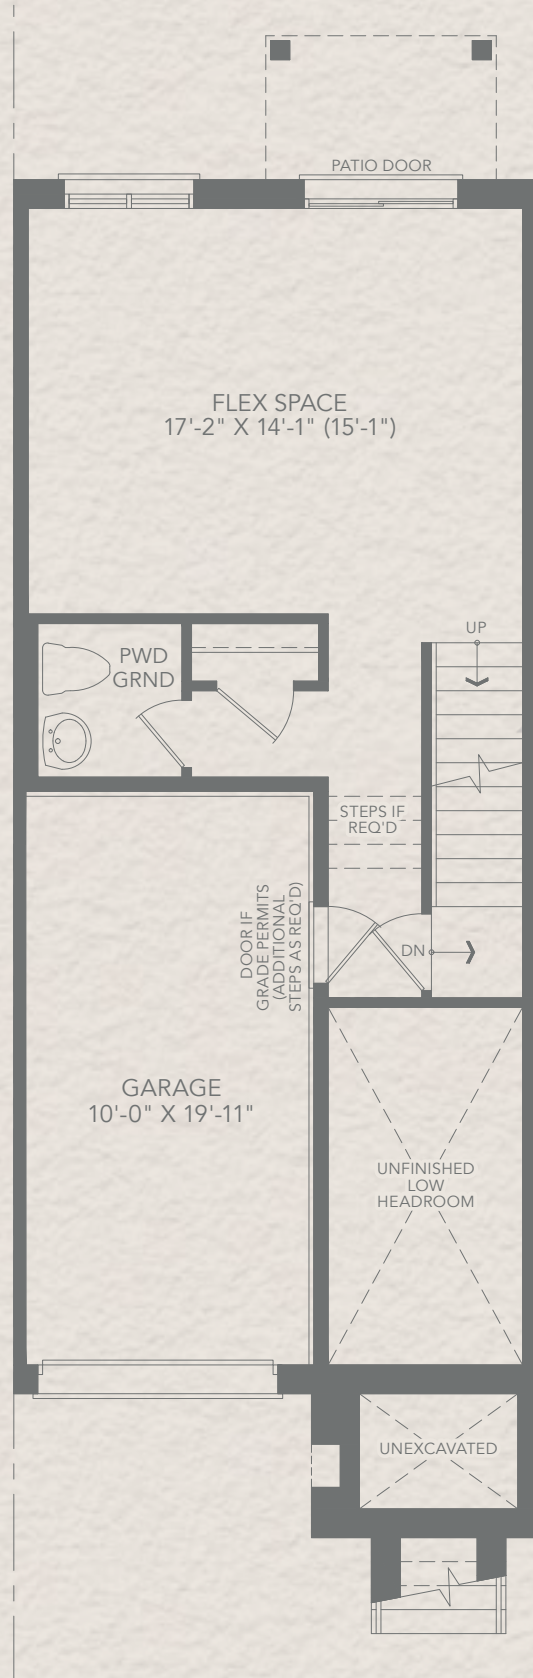 PATIO DOOR
FLEX SPACE
17'-2" X 14'-1" (15'-1")
UP
PWD
GRND
STEPS IF
REQ'D
DOOR IF
GRADE PERMITS
(ADDITIONAL
STEPS AS REQ'D)
DN
GARAGE
10'-0" X 19'-11"
UNFINISHED
LOW
HEADROOM
UNEXCAVATED